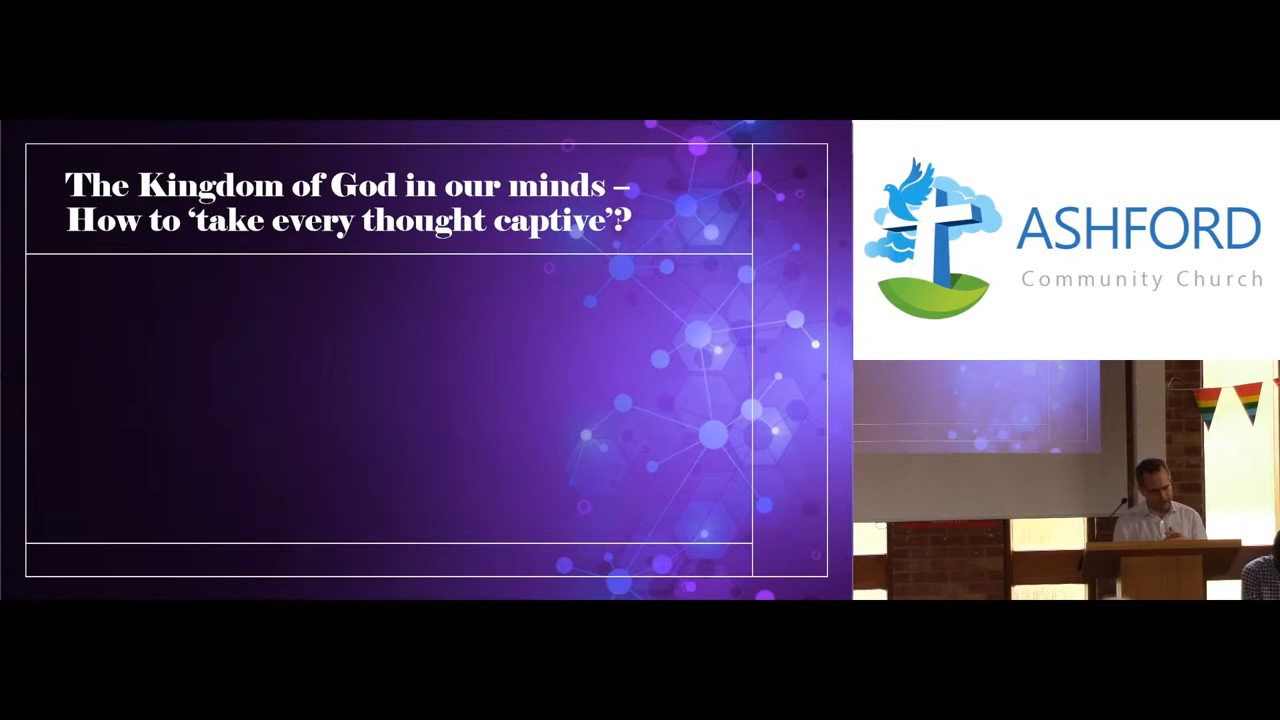 The Kingdom of God in our minds –
How to ‘take every thought captive’?
ASHFORD
Community Church